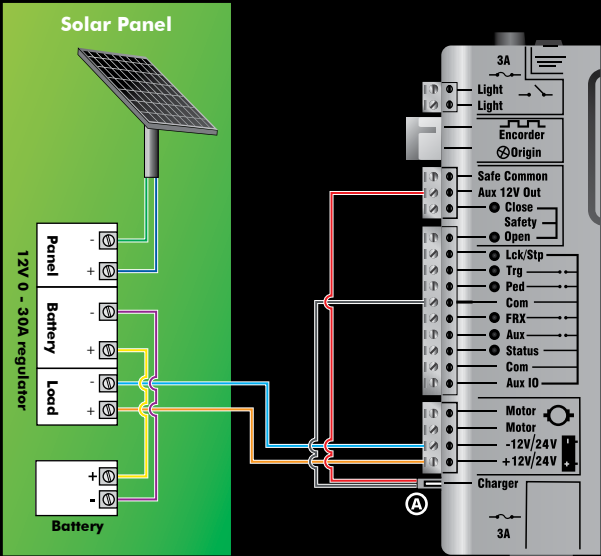 Solar Panel
Panel
-
+
Battery
-
+
Load
-
+
12V 0 - 30A regulator
+
-
Battery
3A
Light
Light
Encorder
Origin
Safe Common
Aux 12V Out
Close
Safety
Open
Lck/Stp
Trg
Ped
Com
FRX
Aux
Status
Com
Aux IO
Motor
Motor
-12V/24V -
+12V/24V +
Charger
A
3A